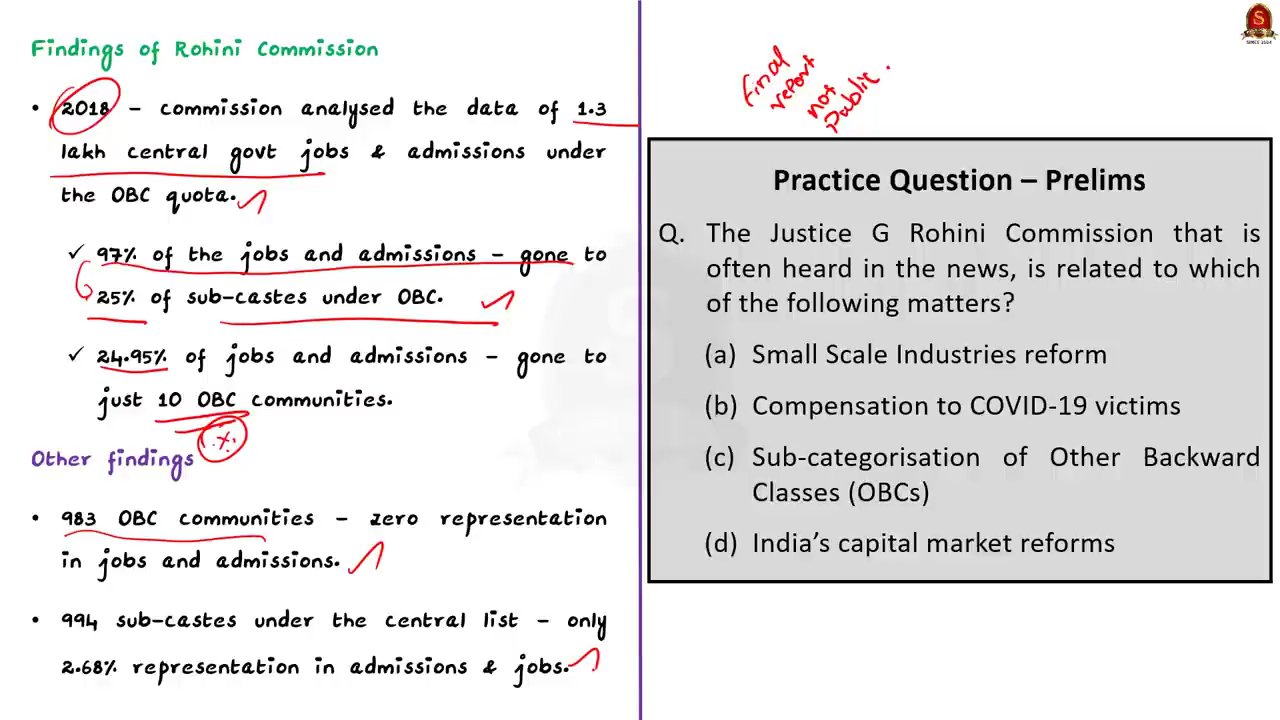 Findings of Rohini Commission
• 2018 – commission analysed the data of 1.3
lakh central govt jobs & admissions under
the OBC quota.
✓ 97% of the jobs and admissions – gone to
25% of sub-castes under OBC.
✓ 24.95% of jobs and admissions – gone to
just 10 OBC communities.
Other findings
• 983 OBC communities – zero representation
in jobs and admissions.
• 994 sub-castes under the central list – only
2.68% representation in admissions & jobs.
final
report
not
public.
S
SINCE 2004
Practice Question – Prelims
Q. The Justice G Rohini Commission that is
often heard in the news, is related to which
of the following matters?
(a) Small Scale Industries reform
(b) Compensation to COVID-19 victims
(c) Sub-categorisation of Other Backward
Classes (OBCs)
(d) India's capital market reforms